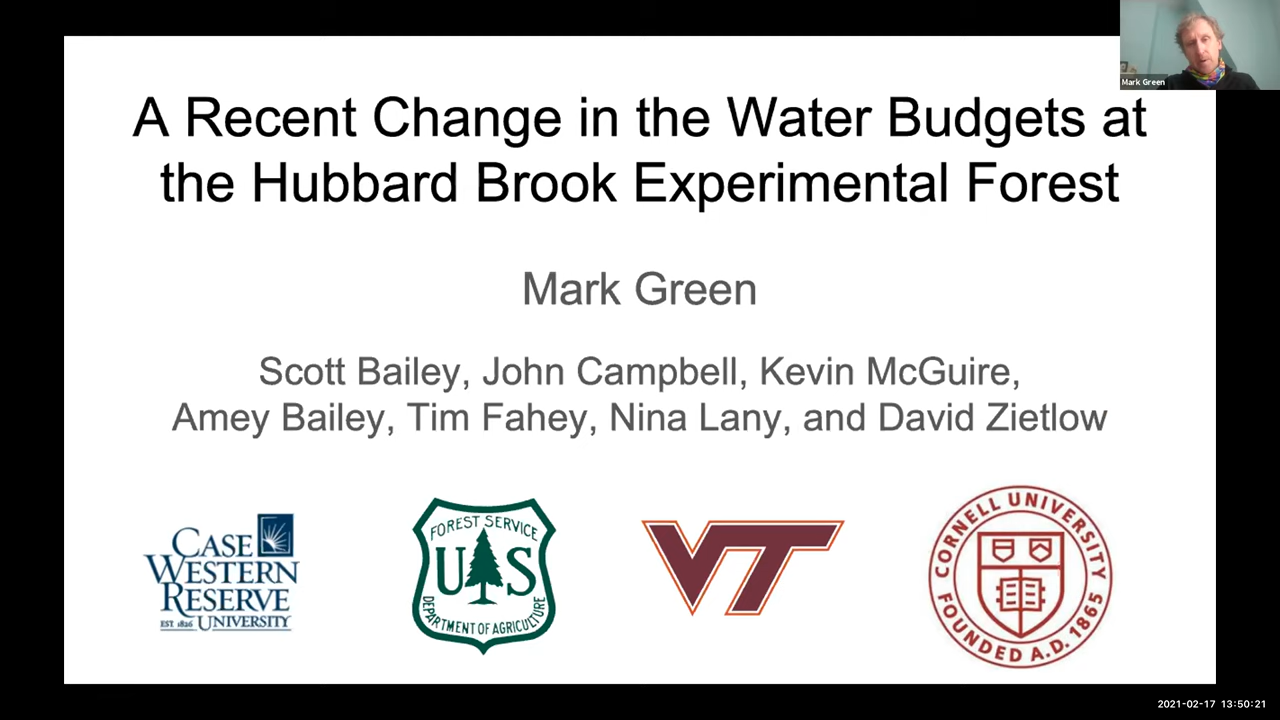 Mark Green
A Recent Change in the Water Budgets at
the Hubbard Brook Experimental Forest
Mark Green
Scott Bailey, John Campbell, Kevin McGuire,
Amey Bailey, Tim Fahey, Nina Lany, and David Zietlow
CASE
WESTERN
RESERVE
EST. 1826 UNIVERSITY
FOREST SERVICE
U S
DEPARTMENT OF AGRICULTURE
VT
CORNELL UNIVERSITY
FOUNDED A.D. 1865
2021-02-17 13:50:21